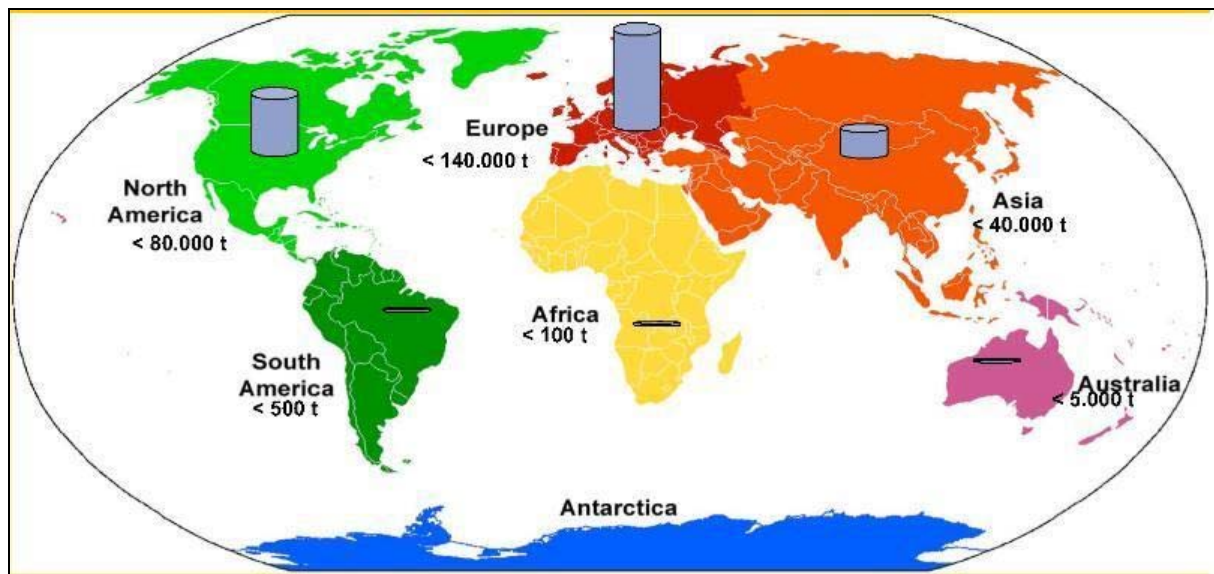 Europe
< 140.000 t
North
America
< 80.000 t
Asia
< 40.000 t
Africa
< 100 t
South
America
< 500 t
Australia
< 5.000 t
Antarctica